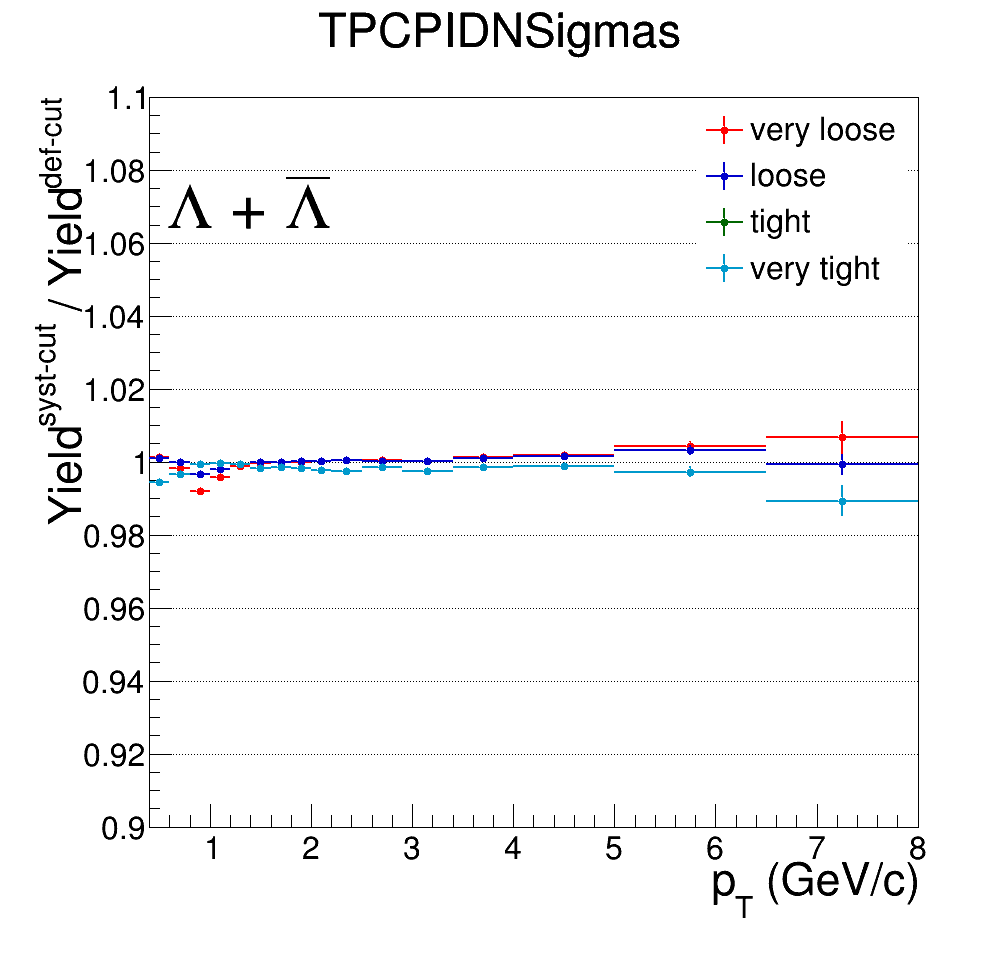 TPCPIDNSigmas
Yield^syst-cut / Yield^def-cut
1.1
1.08
1.06
1.04
1.02
1
0.98
0.96
0.94
0.92
0.9
Λ + Λ̅
very loose
loose
tight
very tight
1 2 3 4 5 6 7 8
p_T (GeV/c)